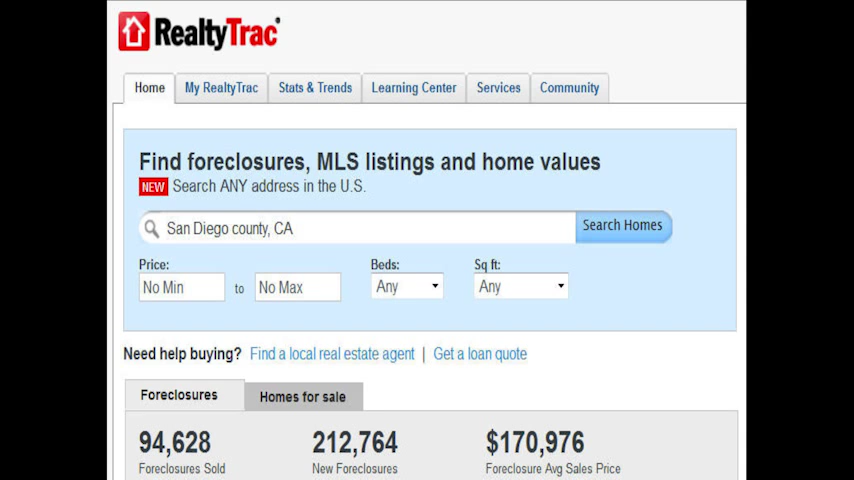 RealtyTrac
Home My RealtyTrac Stats & Trends Learning Center Services Community
Find foreclosures, MLS listings and home values
NEW Search ANY address in the U.S.
San Diego county, CA Search Homes
Price: Beds: Sq ft:
No Min to No Max Any Any
Need help buying? Find a local real estate agent | Get a loan quote
Foreclosures Homes for sale
94,628 212,764 $170,976
Foreclosures Sold New Foreclosures Foreclosure Avg Sales Price